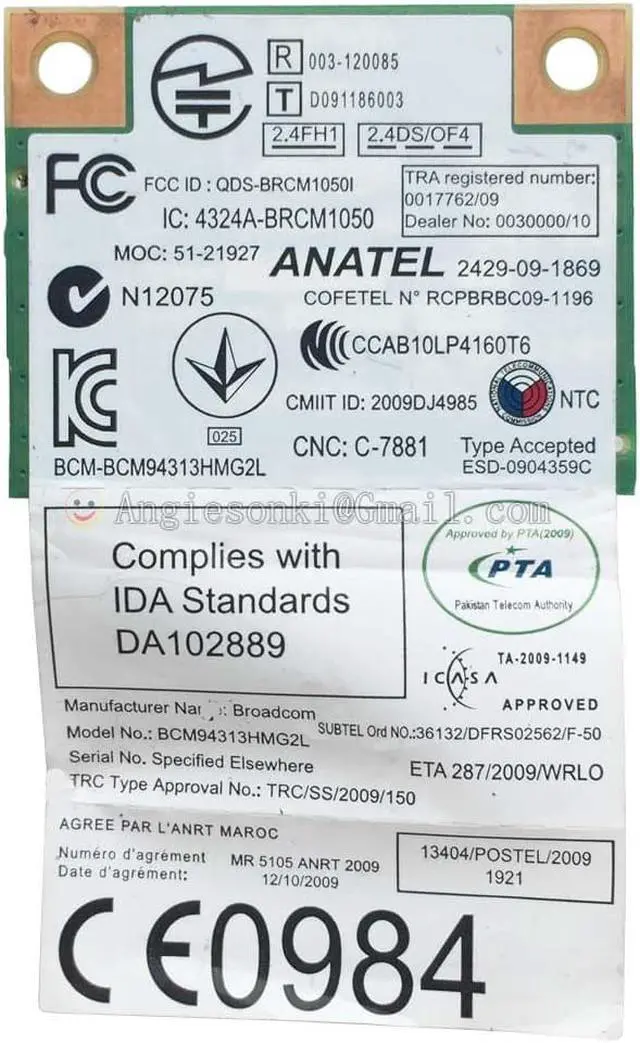 R 003-120085
T D091186003
2.4FH1 2.4DS/OF4
FC FCC ID : QDS-BRCM1050I
IC: 4324A-BRCM1050
TRA registered number:
0017762/09
Dealer No: 0030000/10
MOC: 51-21927 ANATEL 2429-09-1869
N12075 COFETEL N° RCPBRBC09-1196
CCAB10LP4160T6
KC
CMIIT ID: 2009DJ4985 NTC
025 CNC: C-7881 Type Accepted
BCM-BCM94313HMG2L ESD-0904359C
Angiesonki@Gmail.com
Complies with
IDA Standards
DA102889
Approved by PTA(2009)
PTA
Pakistan Telecom Authority
TA-2009-1149
ICASA
APPROVED
Manufacturer Broadcom
Model No.: BCM94313HMG2L SUBTEL Ord NO.:36132/DFRS02562/F-50
Serial No. Specified Elsewhere ETA 287/2009/WRLO
TRC Type Approval No.: TRC/SS/2009/150
AGREE PAR L'ANRT MAROC
Numéro d'agrément MR 5105 ANRT 2009
Date d'agrément: 12/10/2009
13404/POSTEL/2009
1921
CE0984